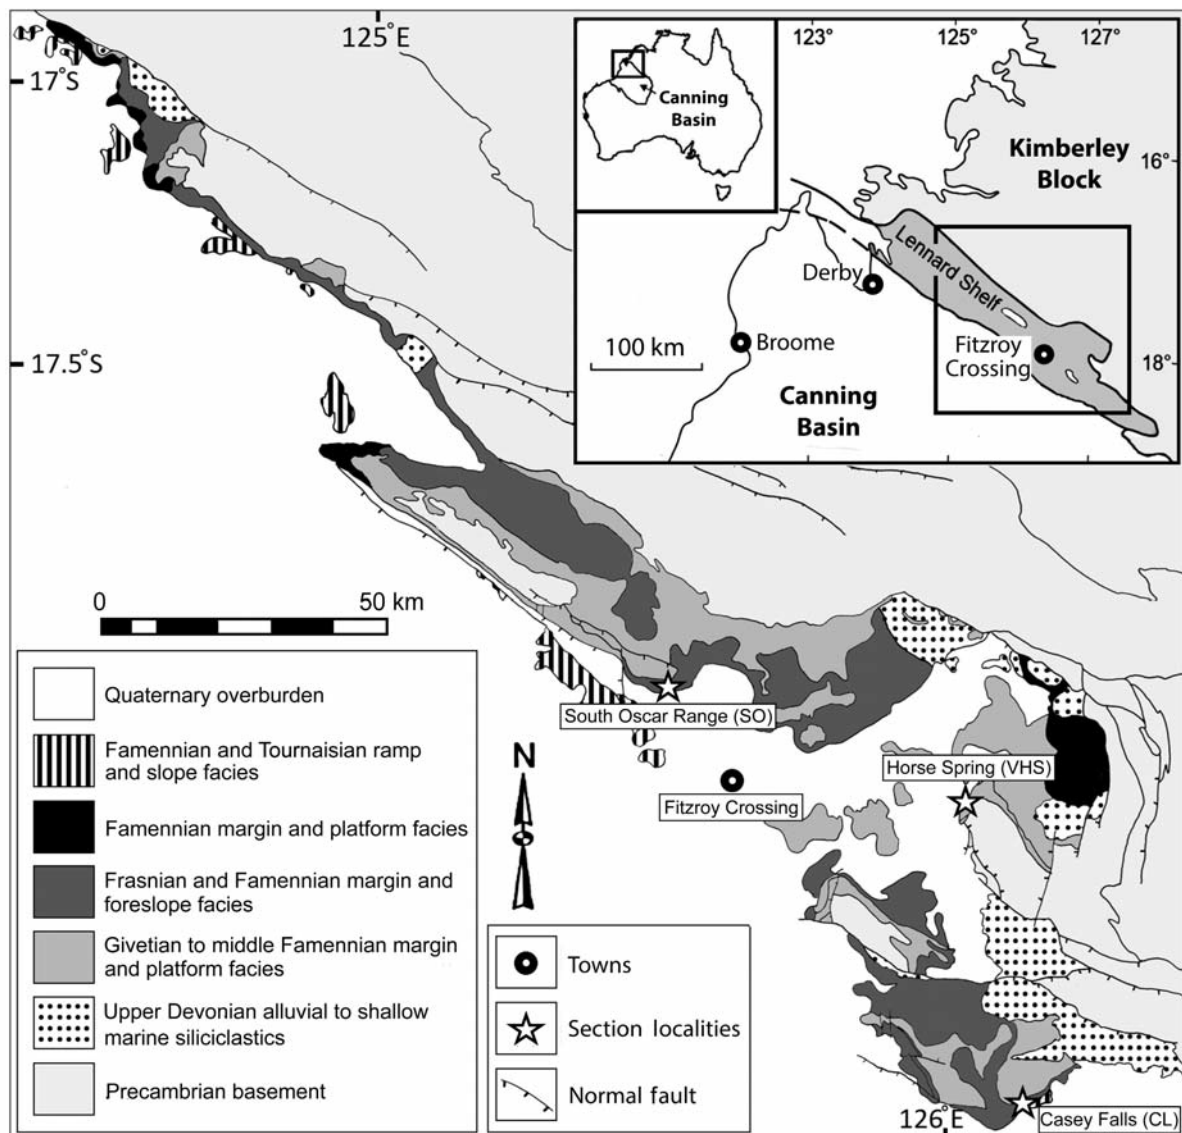 125°E
17°S
17.5°S
123°
125°
127°
16°
18°
Canning
Basin
Kimberley
Block
Lennard Shelf
Derby
Broome
100 km
Fitzroy
Crossing
Canning
Basin
0
50 km
South Oscar Range (SO)
Fitzroy Crossing
Horse Spring (VHS)
Casey Falls (CL)
126°E
N
Quaternary overburden
Famennian and Tournaisian ramp
and slope facies
Famennian margin and platform facies
Frasnian and Famennian margin and
foreslope facies
Givetian to middle Famennian margin
and platform facies
Upper Devonian alluvial to shallow
marine siliciclastics
Precambrian basement
Towns
Section localities
Normal fault